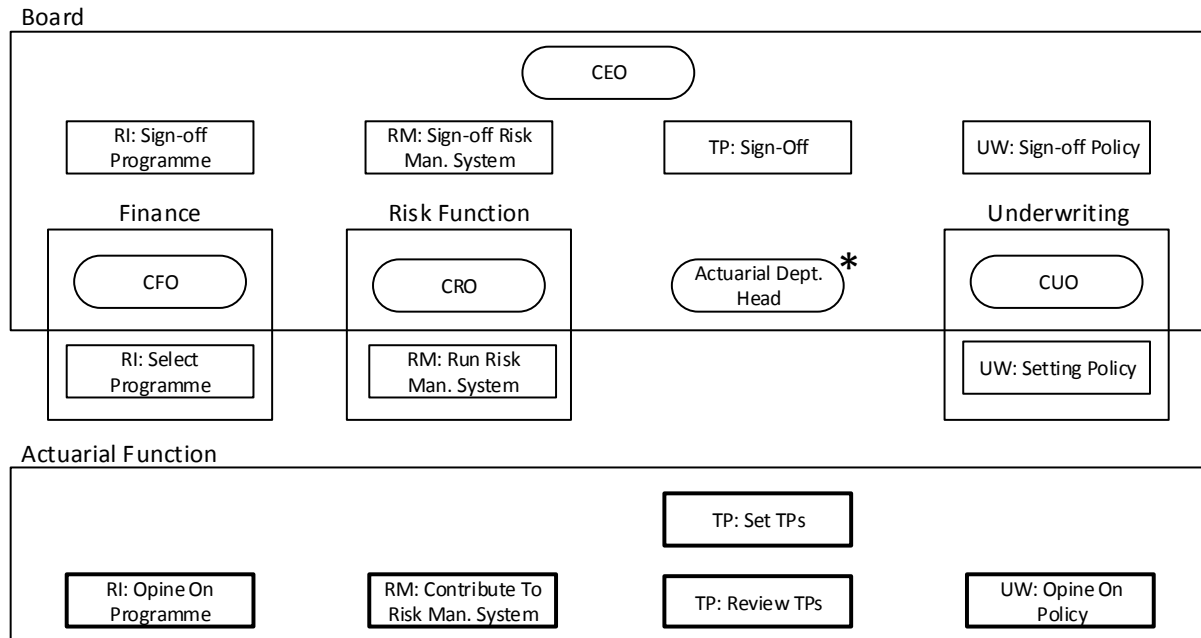 Board
CEO
RI: Sign-off
Programme
RM: Sign-off Risk
Man. System
TP: Sign-Off
UW: Sign-off Policy
Finance
Risk Function
Underwriting
CFO
CRO
Actuarial Dept.
Head
*
CUO
RI: Select
Programme
RM: Run Risk
Man. System
UW: Setting Policy
Actuarial Function
TP: Set TPs
RI: Opine On
Programme
RM: Contribute To
Risk Man. System
TP: Review TPs
UW: Opine On
Policy